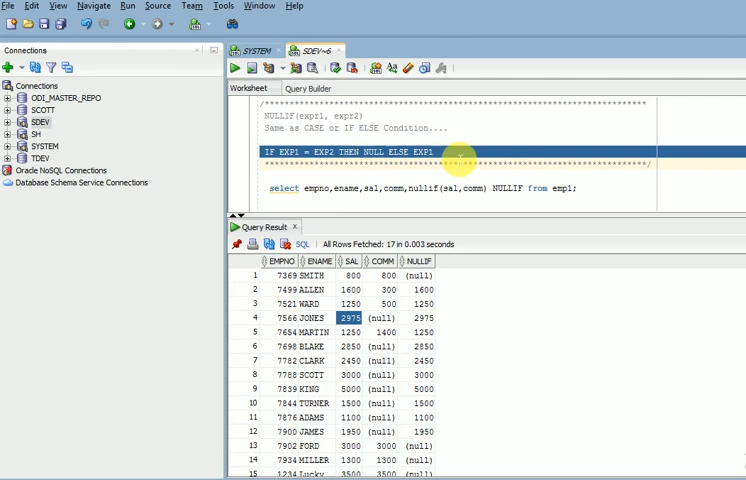 File Edit View Navigate Run Source Team Tools Window Help
Connections
SYSTEM SDEV~6
Worksheet Query Builder
Connections
ODI_MASTER_REPO
SCOTT
SDEV
SH
SYSTEM
TDEV
Oracle NoSQL Connections
Database Schema Service Connections
NULLIF(expr1, expr2)
Same as CASE or IF ELSE Condition....
IF EXP1 = EXP2 THEN NULL ELSE EXP1
select empno,ename,sal,comm,nullif(sal,comm) NULLIF from emp1;
Query Result
SQL | All Rows Fetched: 17 in 0.003 seconds
EMPNO ENAME SAL COMM NULLIF
1 7369 SMITH 800 800 (null)
2 7499 ALLEN 1600 300 1600
3 7521 WARD 1250 500 1250
4 7566 JONES 2975 (null) 2975
5 7654 MARTIN 1250 1400 1250
6 7698 BLAKE 2850 (null) 2850
7 7782 CLARK 2450 (null) 2450
8 7788 SCOTT 3000 (null) 3000
9 7839 KING 5000 (null) 5000
10 7844 TURNER 1500 (null) 1500
11 7876 ADAMS 1100 (null) 1100
12 7900 JAMES 1950 (null) 1950
13 7902 FORD 3000 3000 (null)
14 7934 MILLER 1300 1300 (null)
15 1234 Lucky 3500 3500 (null)